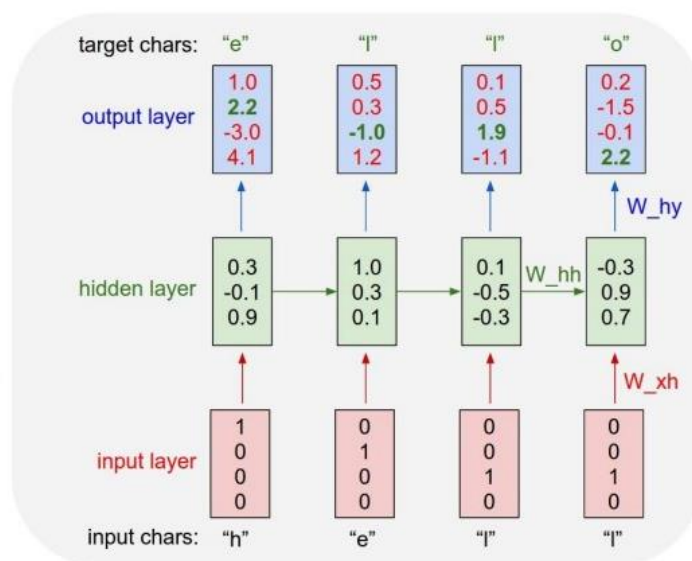 target chars: “e” “l” “l” “o”
output layer
1.0 0.5 0.1 0.2
2.2 0.3 0.5 -1.5
-3.0 -1.0 1.9 -0.1
4.1 1.2 -1.1 2.2
W_hy
hidden layer
0.3 1.0 0.1 -0.3
-0.1 0.3 -0.5 0.9
0.9 0.1 -0.3 0.7
W_hh
W_xh
input layer
1 0 0 0
0 1 0 0
0 0 1 1
0 0 0 0
input chars: “h” “e” “l” “l”